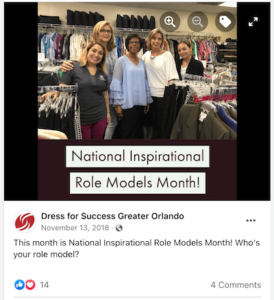 National Inspirational
Role Models Month!
Dress for Success Greater Orlando
November 13, 2018 ·
This month is National Inspirational Role Models Month! Who's
your role model?
14
4 Comments